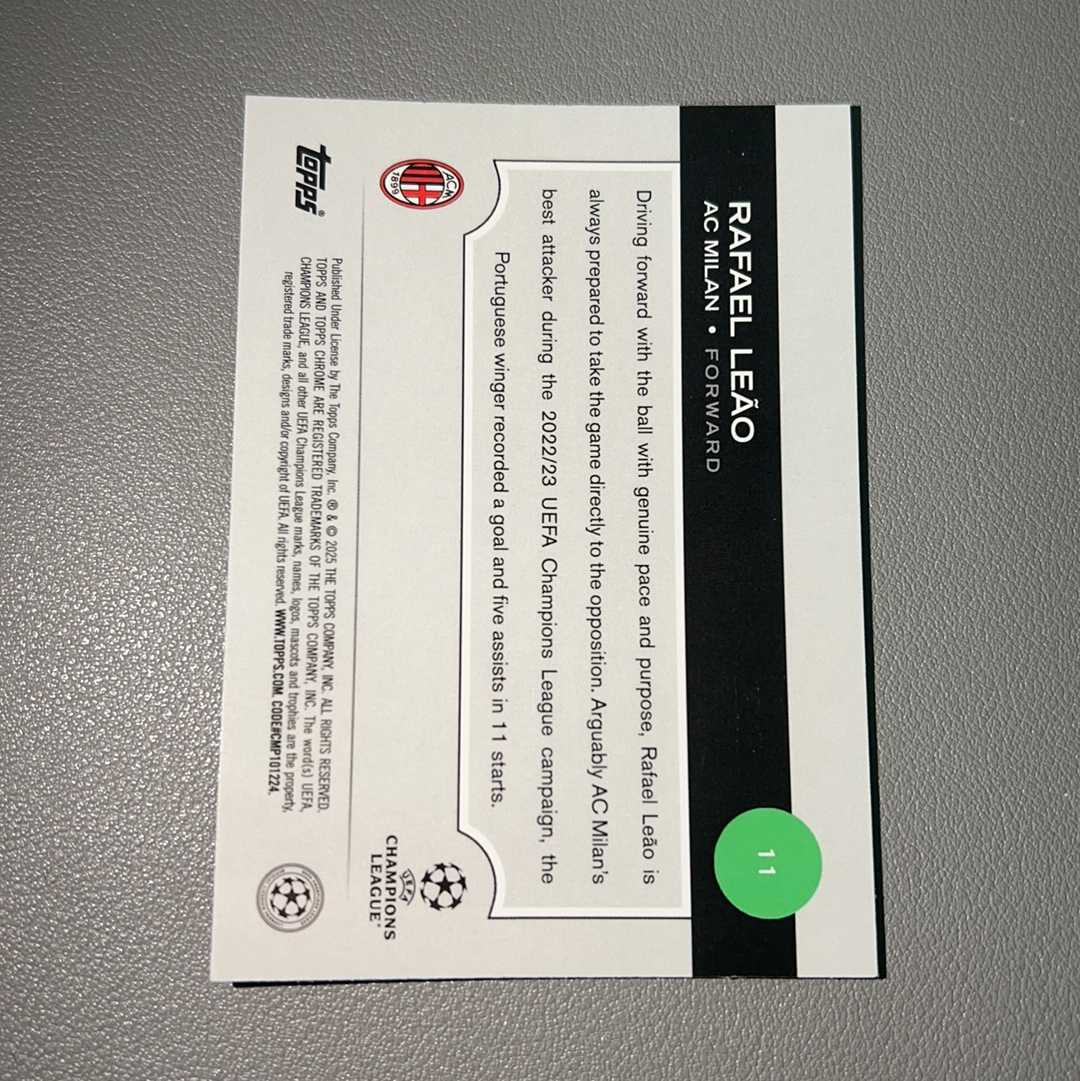 11
RAFAEL LEÃO
AC MILAN • FORWARD
Driving forward with the ball with genuine pace and purpose, Rafael Leão is
always prepared to take the game directly to the opposition. Arguably AC Milan's
best attacker during the 2022/23 UEFA Champions League campaign, the
Portuguese winger recorded a goal and five assists in 11 starts.
ACM
1899
UEFA
CHAMPIONS
LEAGUE
topps®
Published Under License by The Topps Company, Inc. ® & © 2025 THE TOPPS COMPANY, INC. ALL RIGHTS RESERVED.
TOPPS AND TOPPS CHROME ARE REGISTERED TRADEMARKS OF THE TOPPS COMPANY, INC. The word(s) UEFA,
CHAMPIONS LEAGUE, and all other UEFA Champions League marks, names, logos, mascots and trophies are the property,
registered trade marks, designs and/or copyright of UEFA. All rights reserved. WWW.TOPPS.COM. CODE#CMP101224.